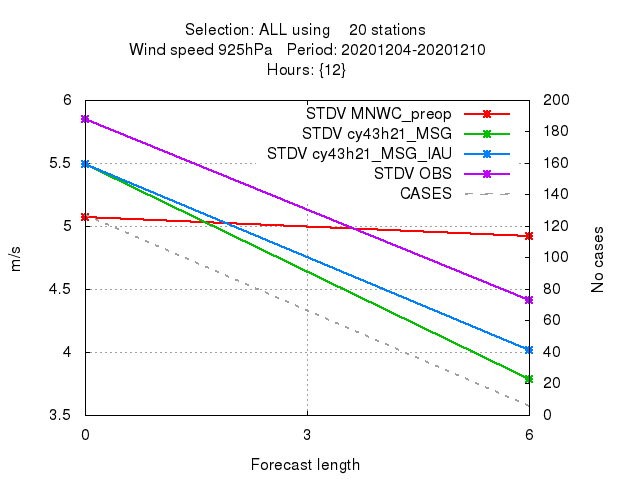 Selection: ALL using 20 stations
Wind speed 925hPa Period: 20201204-20201210
Hours: {12}
6 200
STDV MNWC_preop
180
STDV cy43h21_MSG
5.5 160
STDV cy43h21_MSG_IAU
STDV OBS
140
CASES
5 120
100
4.5 80
60
4 40
20
3.5 0
m/s
No cases
0 3 6
Forecast length